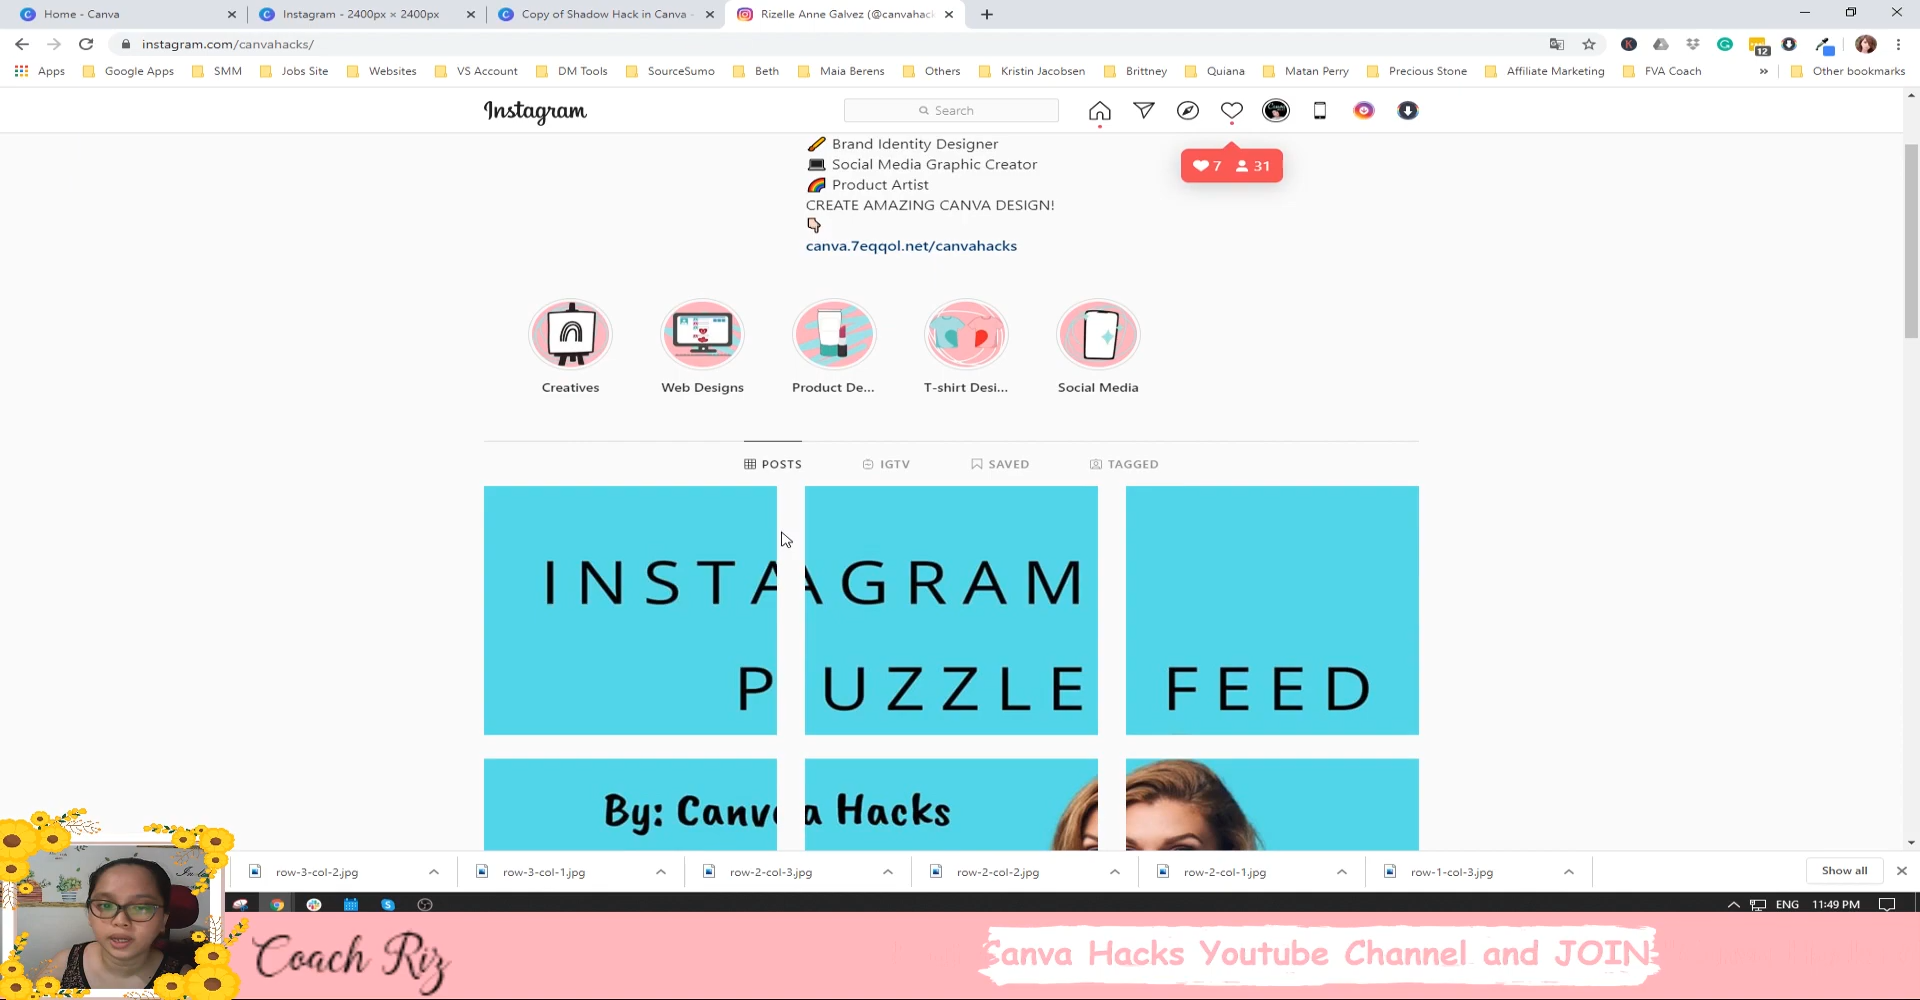 Home - Canva
Instagram - 2400px × 2400px
Copy of Shadow Hack in Canva -
Rizelle Anne Galvez (@canvahac
instagram.com/canvahacks/
12
Apps
Google Apps
SMM
Jobs Site
Websites
VS Account
DM Tools
SourceSumo
Beth
Maia Berens
Others
Kristin Jacobsen
Brittney
Quiana
Matan Perry
Precious Stone
Affiliate Marketing
FVA Coach
»
Other bookmarks
Instagram
Search
Brand Identity Designer
Social Media Graphic Creator
Product Artist
CREATE AMAZING CANVA DESIGN!
canva.7eqqol.net/canvahacks
7 31
Creatives
Web Designs
Product De...
T-shirt Desi...
Social Media
POSTS
IGTV
SAVED
TAGGED
INSTAGRAM
PUZZLE FEED
By: Canva Hacks
row-3-col-2.jpg
row-3-col-1.jpg
row-2-col-3.jpg
row-2-col-2.jpg
row-2-col-1.jpg
row-1-col-3.jpg
Show all
ENG
11:49 PM
Coach Riz
Canva Hacks Youtube Channel and JOIN